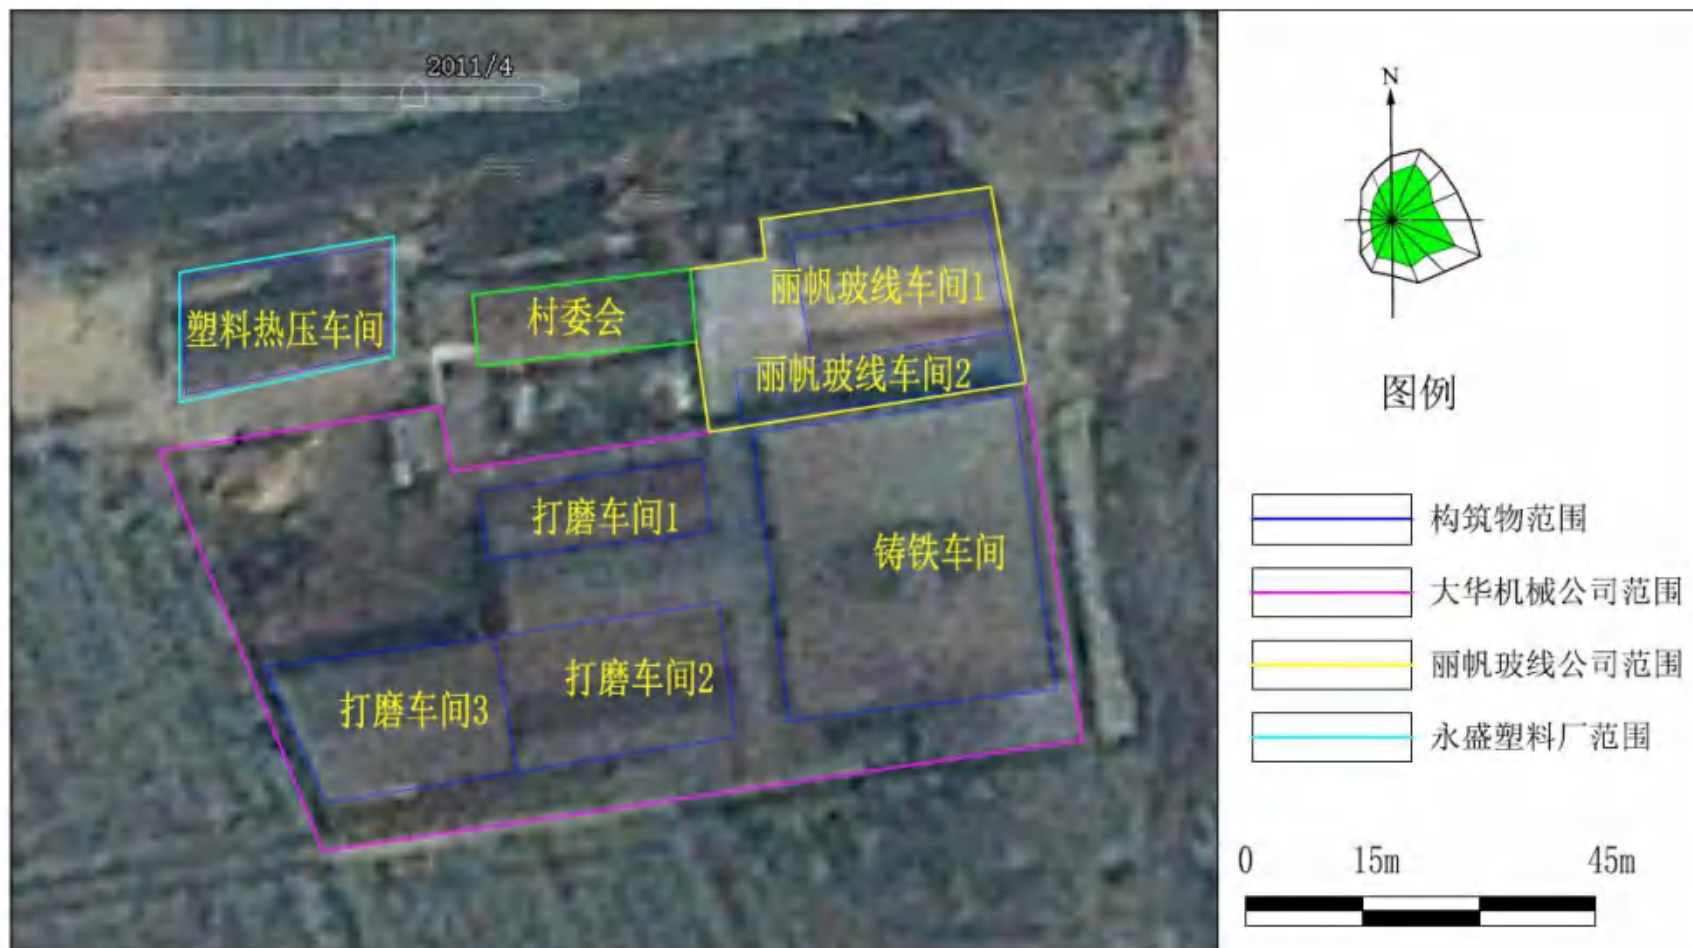 2011/4
N
丽帆玻线车间1
塑料热压车间
村委会
丽帆玻线车间2
图例
打磨车间1
铸铁车间
构筑物范围
大华机械公司范围
打磨车间2
打磨车间3
丽帆玻线公司范围
永盛塑料厂范围
0 15m 45m